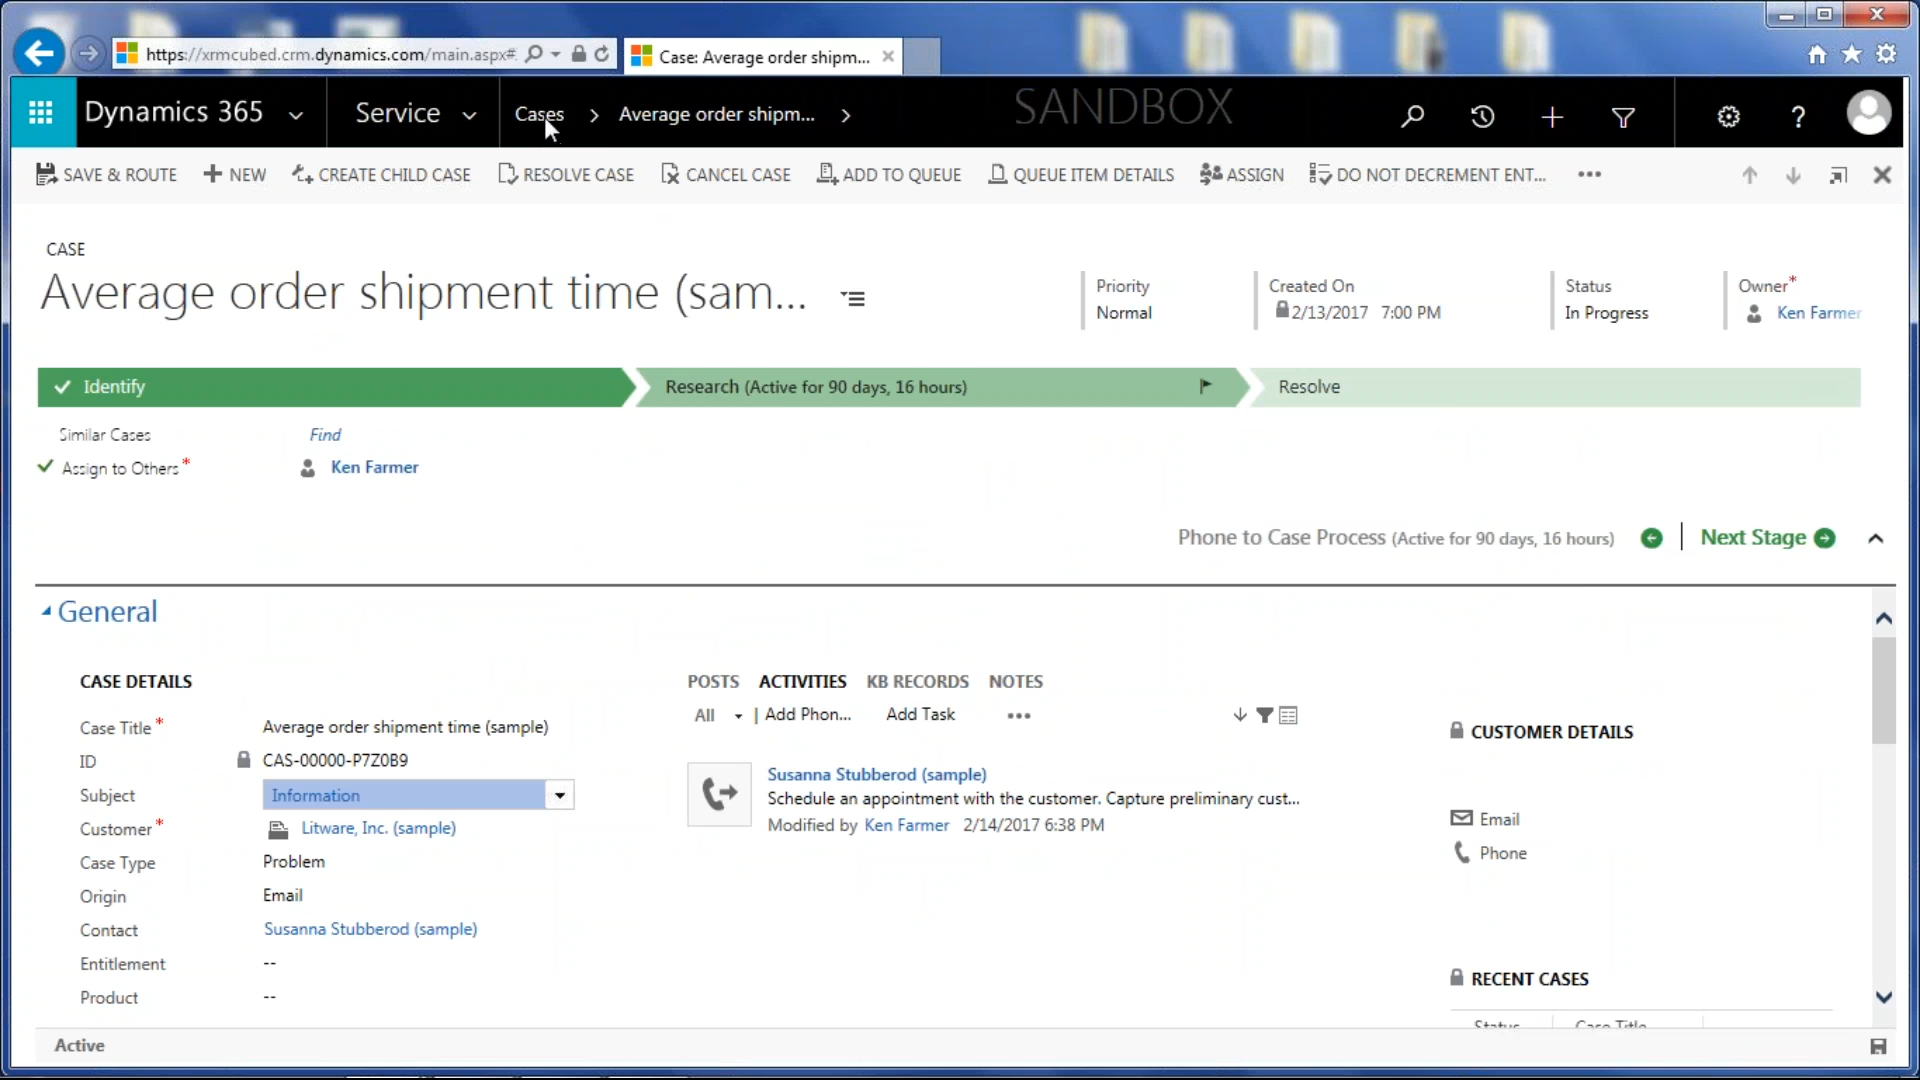 https://xrmcubed.crm.dynamics.com/main.aspx#
Case: Average order shipm...
Dynamics 365
Service
Cases
Average order shipm...
SANDBOX
SAVE & ROUTE
NEW
CREATE CHILD CASE
RESOLVE CASE
CANCEL CASE
ADD TO QUEUE
QUEUE ITEM DETAILS
ASSIGN
DO NOT DECREMENT ENT...
CASE
Average order shipment time (sam...
Priority
Normal
Created On
2/13/2017 7:00 PM
Status
In Progress
Owner*
Ken Farmer
Identify
Research (Active for 90 days, 16 hours)
Resolve
Similar Cases
Find
Assign to Others*
Ken Farmer
Phone to Case Process (Active for 90 days, 16 hours)
Next Stage
General
CASE DETAILS
Case Title* Average order shipment time (sample)
ID CAS-00000-P7Z0B9
Subject Information
Customer* Litware, Inc. (sample)
Case Type Problem
Origin Email
Contact Susanna Stubberod (sample)
Entitlement --
Product --
POSTS ACTIVITIES KB RECORDS NOTES
All | Add Phon... Add Task ...
Susanna Stubberod (sample)
Schedule an appointment with the customer. Capture preliminary cust...
Modified by Ken Farmer 2/14/2017 6:38 PM
CUSTOMER DETAILS
Email
Phone
RECENT CASES
Status Case Title
Active